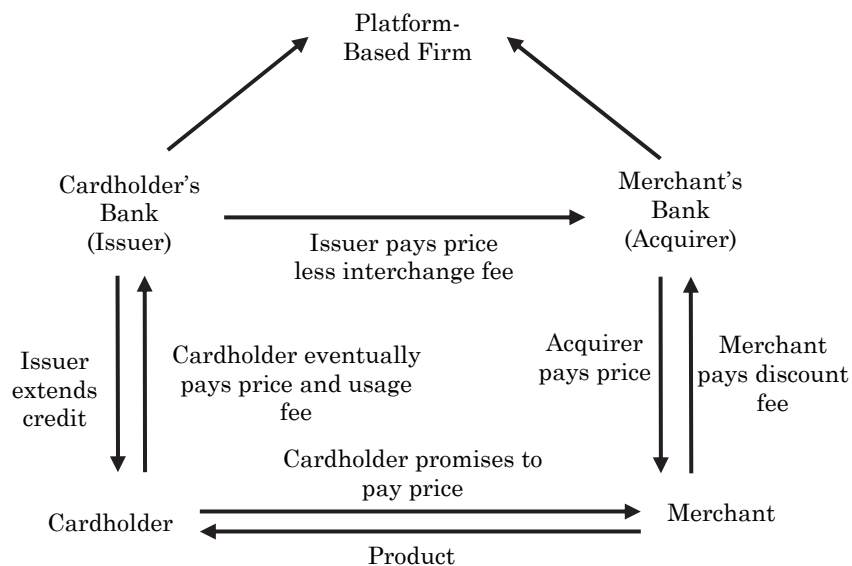 Platform-
Based Firm
Cardholder's
Bank
(Issuer)
Merchant's
Bank
(Acquirer)
Issuer pays price
less interchange fee
Issuer
extends
credit
Cardholder eventually
pays price and usage
fee
Acquirer
pays price
Merchant
pays discount
fee
Cardholder promises to
pay price
Cardholder
Merchant
Product